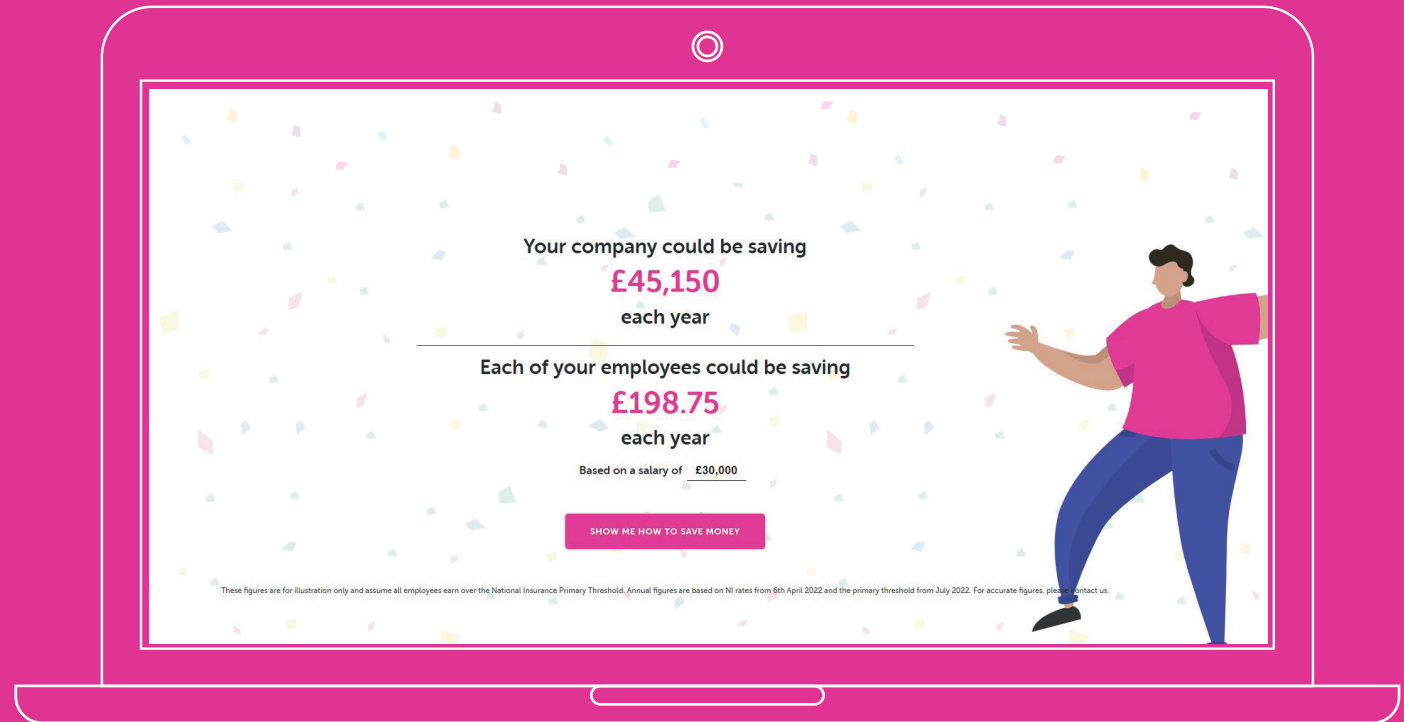 Your company could be saving
£45,150
each year
Each of your employees could be saving
£198.75
each year
Based on a salary of £30,000
SHOW ME HOW TO SAVE MONEY
These figures are for illustration only and assume all employees earn over the National Insurance Primary Threshold. Annual figures are based on NI rates from 6th April 2022 and the primary threshold from July 2022. For accurate figures, please contact us.